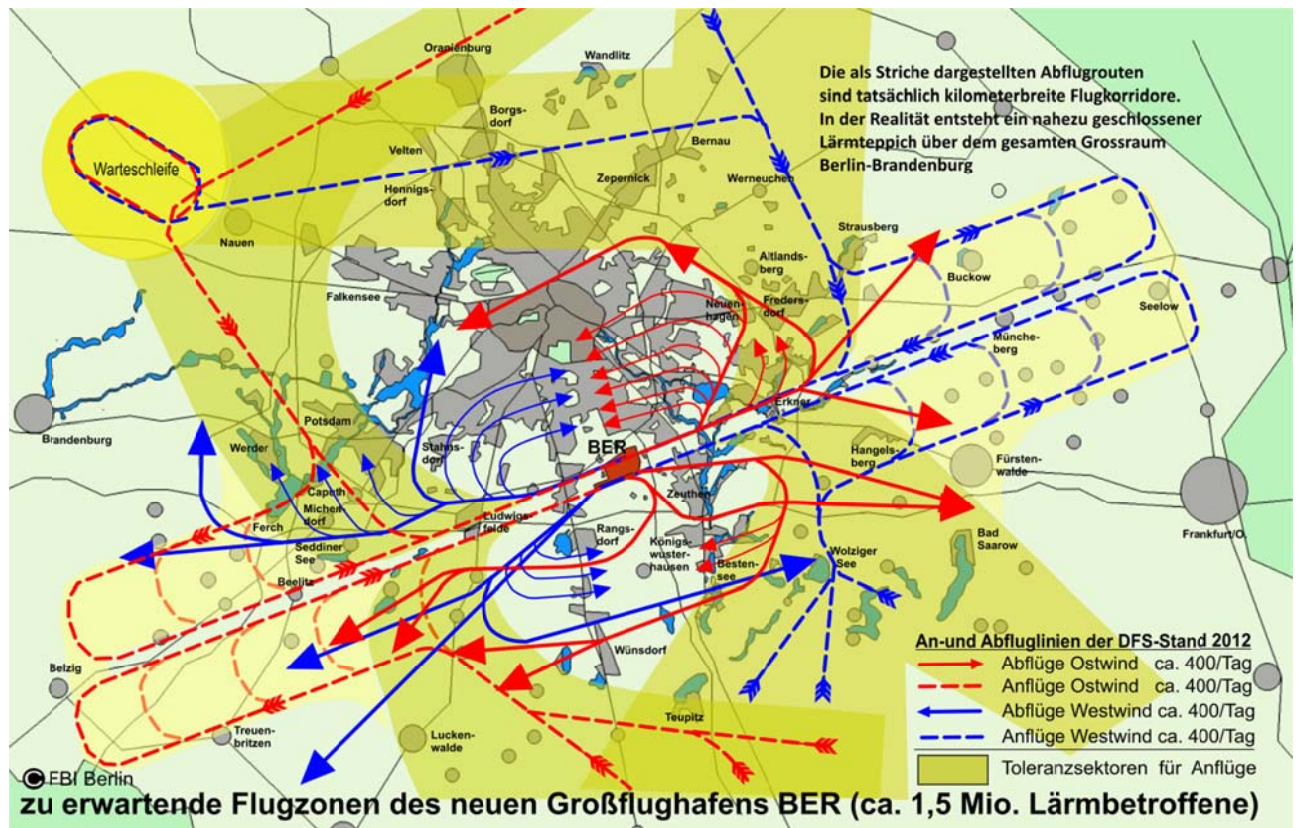 Oranienburg
Wandlitz
Die als Striche dargestellten Abflugrouten
sind tatsächlich kilometerbreite Flugkorridore.
In der Realität entsteht ein nahezu geschlossener
Lärmteppich über dem gesamten Grossraum
Berlin-Brandenburg
Borgs-
dorf
Warteschleife
Velten
Bernau
Hennigs-
dorf
Zepernick
Werneuchen
Nauen
Strausberg
Altlands-
berg
Buckow
Falkensee
Neuen-
hagen
Freders-
dorf
Seelow
Münche-
berg
Brandenburg
Potsdam
Erkner
Werder
Stahns-
dorf
BER
Hangels-
berg
Fürsten-
walde
Caputh
Zeuthen
Michen-
dorf
Ferch
Ludwigs-
felde
Rangs-
dorf
Königs-
wuster-
hausen
Bad
Saarow
Frankfurt/O.
Seddiner
See
Wolziger
See
Besten-
see
Beelitz
Belzig
Wünsdorf
Treuen-
britzen
Lucken-
walde
Teupitz
An-und Abfluglinien der DFS-Stand 2012
Abflüge Ostwind ca. 400/Tag
Anflüge Ostwind ca. 400/Tag
Abflüge Westwind ca. 400/Tag
Anflüge Westwind ca. 400/Tag
Toleranzsektoren für Anflüge
© FBI Berlin
zu erwartende Flugzonen des neuen Großflughafens BER (ca. 1,5 Mio. Lärmbetroffene)